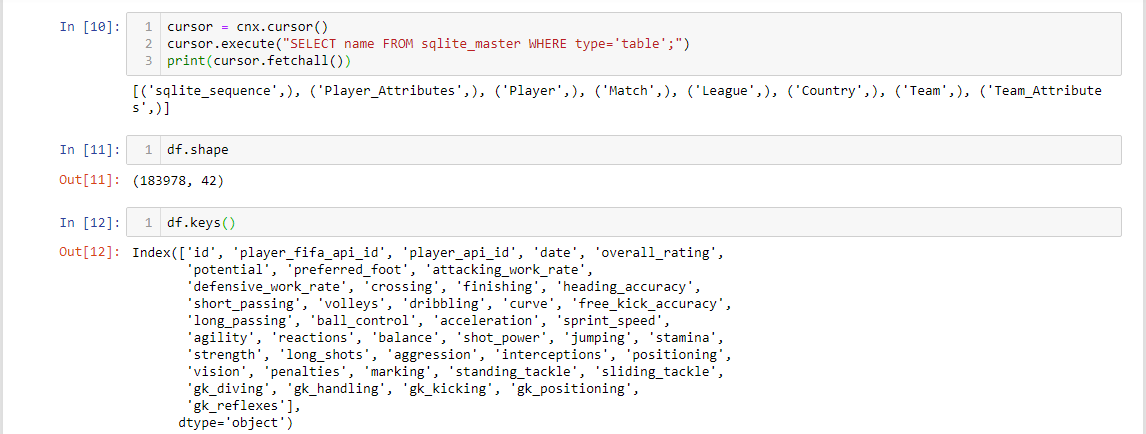 In [10]: 1 cursor = cnx.cursor()
2 cursor.execute("SELECT name FROM sqlite_master WHERE type='table';")
3 print(cursor.fetchall())
[('sqlite_sequence',), ('Player_Attributes',), ('Player',), ('Match',), ('League',), ('Country',), ('Team',), ('Team_Attribute
s',)]
In [11]: 1 df.shape
Out[11]: (183978, 42)
In [12]: 1 df.keys()
Out[12]: Index(['id', 'player_fifa_api_id', 'player_api_id', 'date', 'overall_rating',
'potential', 'preferred_foot', 'attacking_work_rate',
'defensive_work_rate', 'crossing', 'finishing', 'heading_accuracy',
'short_passing', 'volleys', 'dribbling', 'curve', 'free_kick_accuracy',
'long_passing', 'ball_control', 'acceleration', 'sprint_speed',
'agility', 'reactions', 'balance', 'shot_power', 'jumping', 'stamina',
'strength', 'long_shots', 'aggression', 'interceptions', 'positioning',
'vision', 'penalties', 'marking', 'standing_tackle', 'sliding_tackle',
'gk_diving', 'gk_handling', 'gk_kicking', 'gk_positioning',
'gk_reflexes'],
dtype='object')